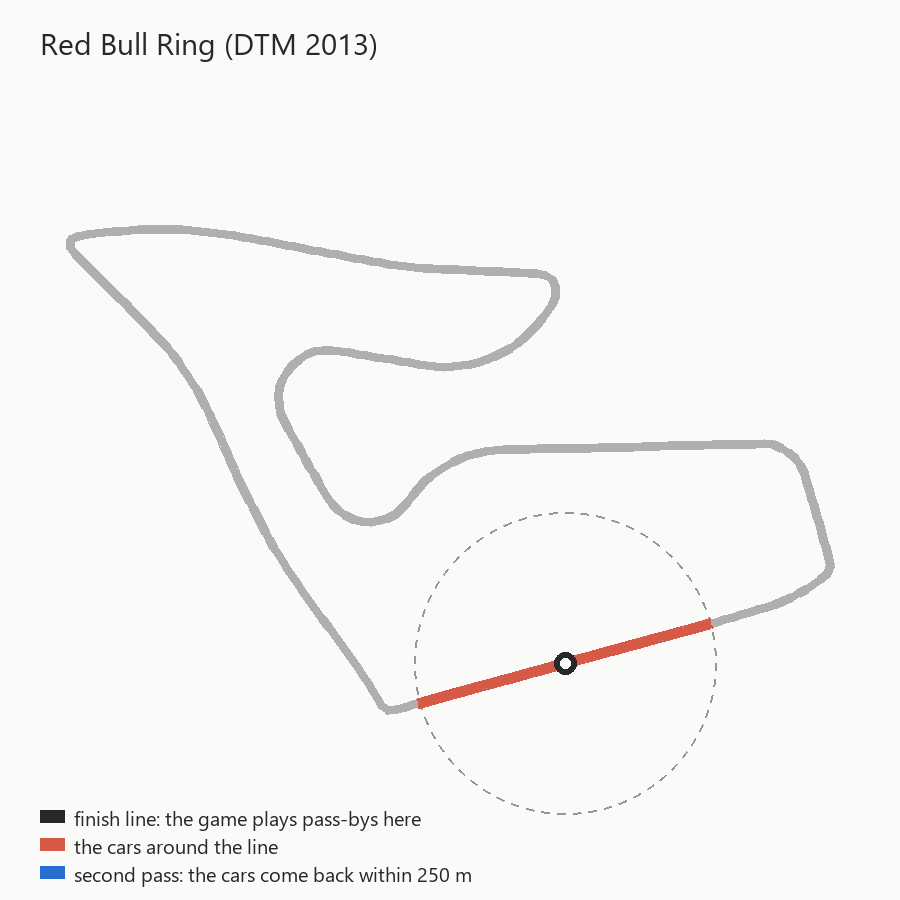 Red Bull Ring (DTM 2013)
finish line: the game plays pass-bys here
the cars around the line
second pass: the cars come back within 250 m